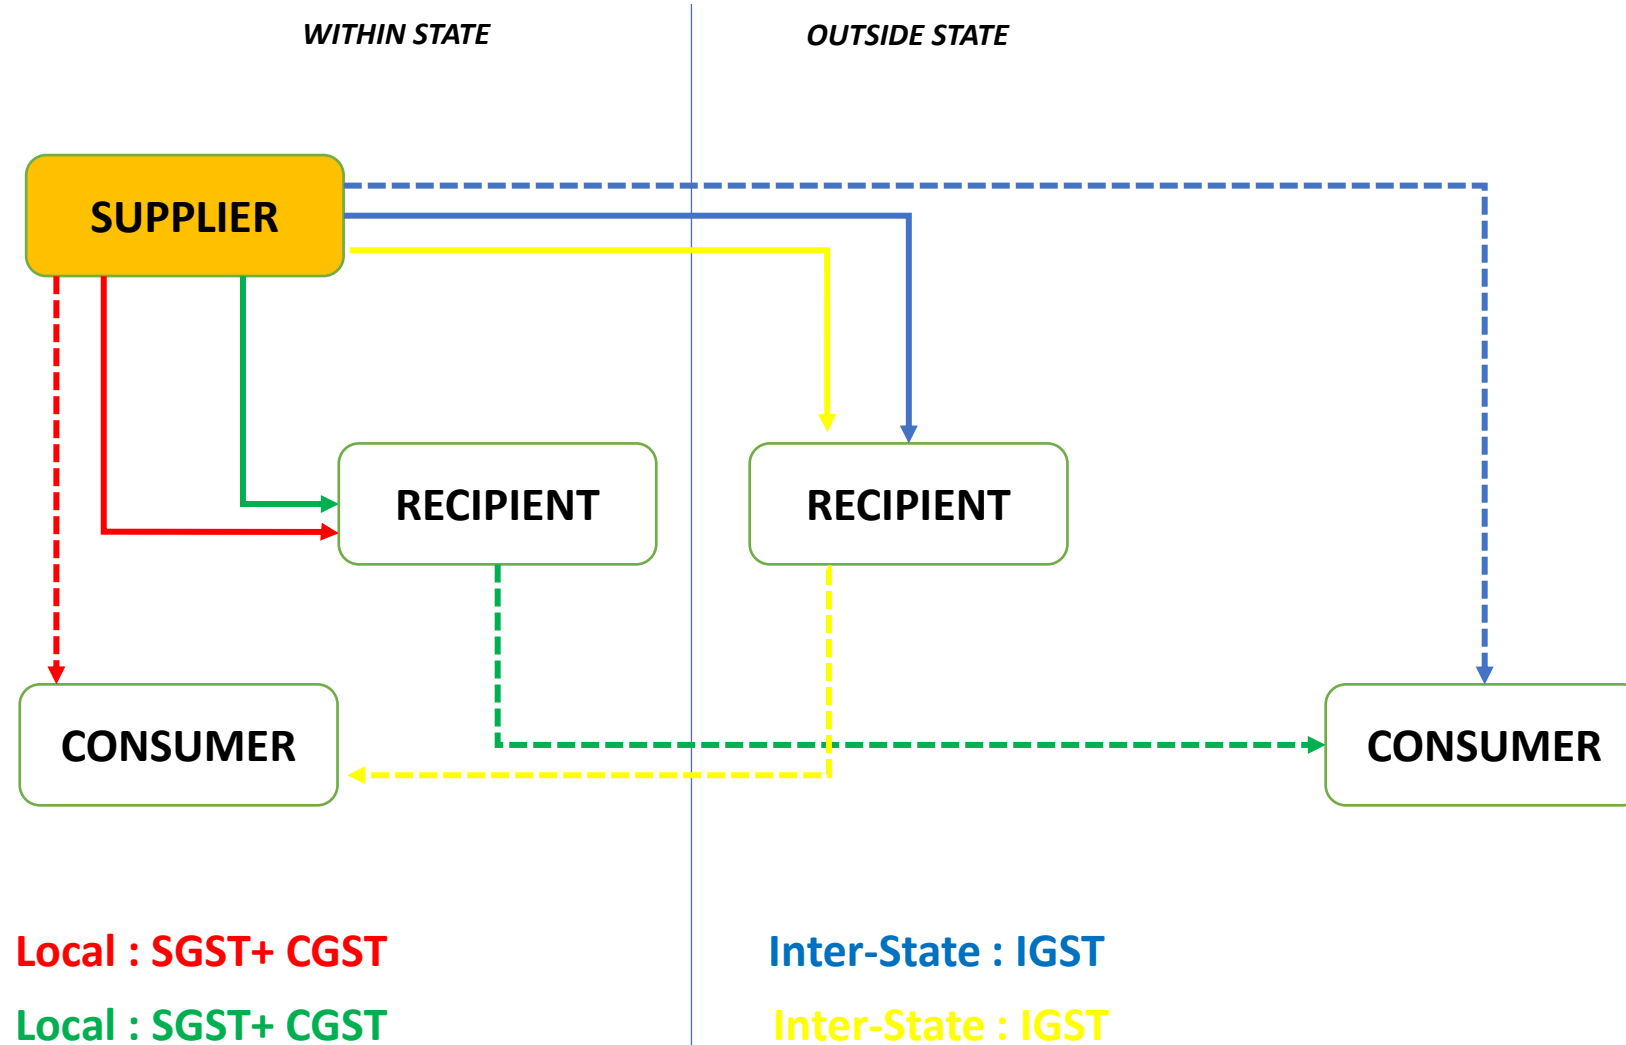 WITHIN STATE
OUTSIDE STATE
SUPPLIER
RECIPIENT
RECIPIENT
CONSUMER
CONSUMER
Local : SGST+ CGST
Inter-State : IGST
Local : SGST+ CGST
Inter-State : IGST